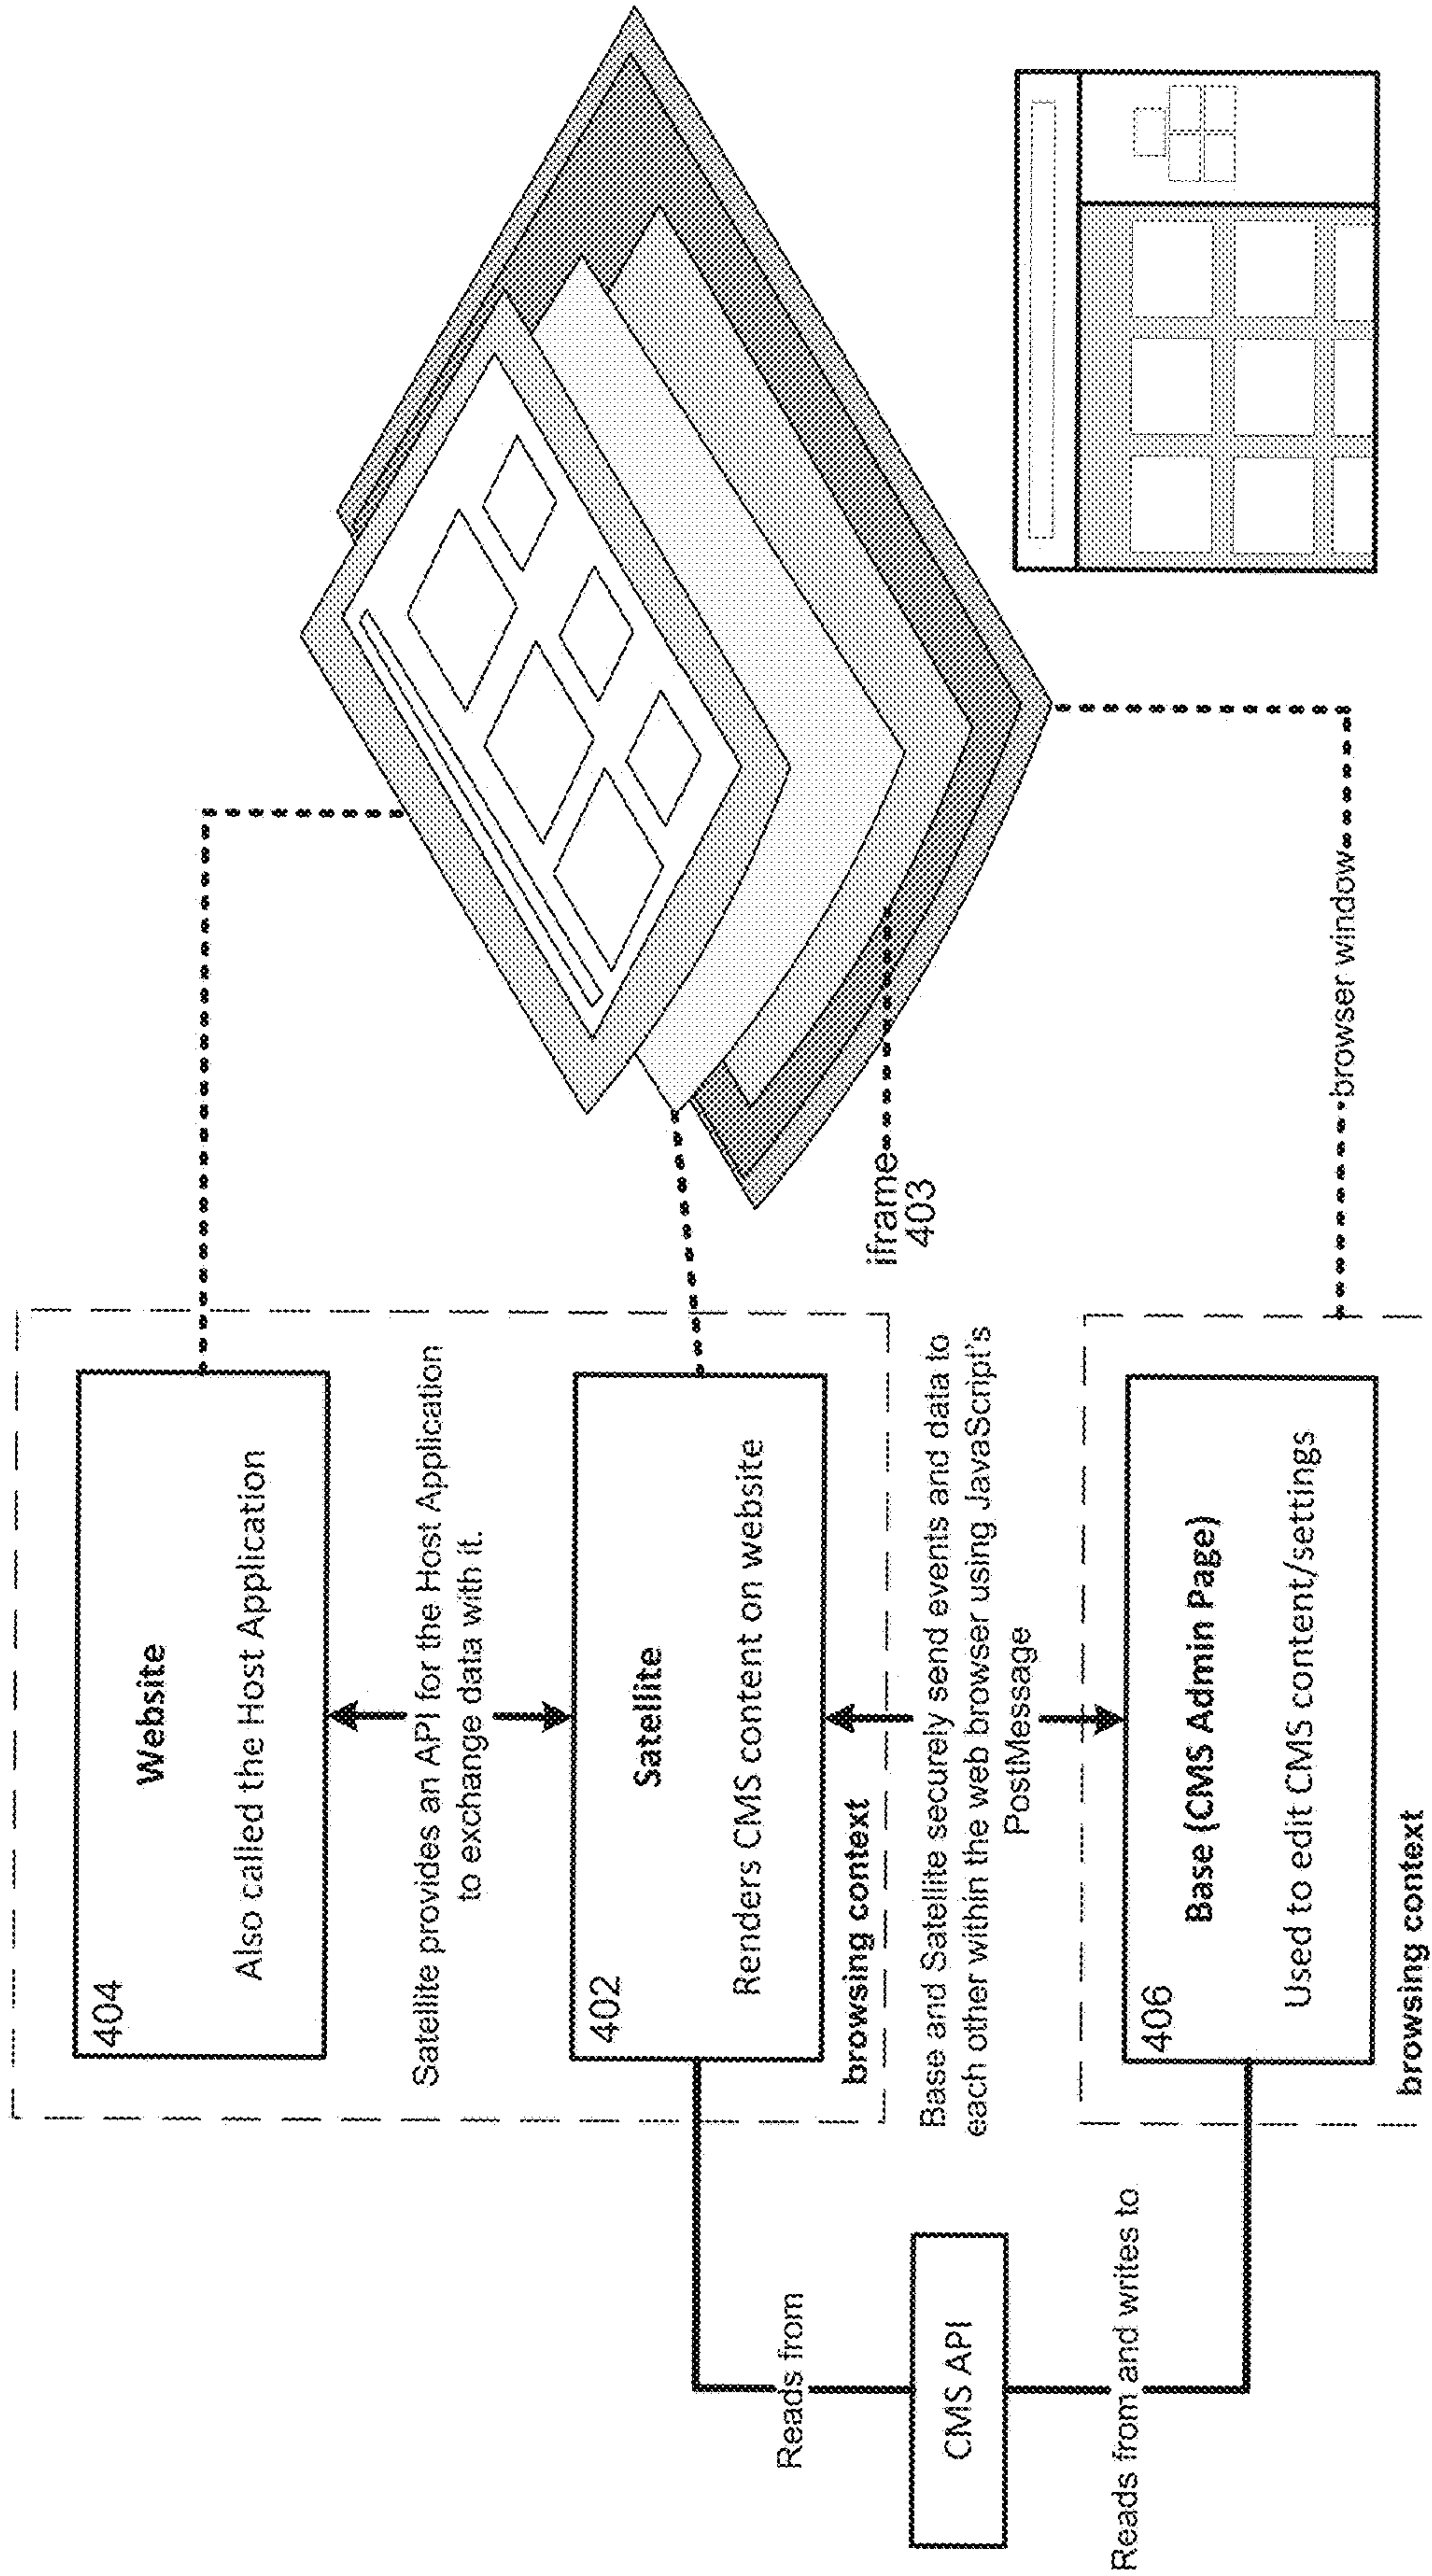 404
Website
Also called the Host Application
Satellite provides an API for the Host Application
to exchange data with it.
402
Satellite
Renders CMS content on website
browsing context
Reads from
CMS API
Reads from and writes to
Base and Satellite securely send events and data to
each other within the web browser using JavaScript's
PostMessage
406
Base (CMS Admin Page)
Used to edit CMS content/settings
browsing context
iframe
403
browser window